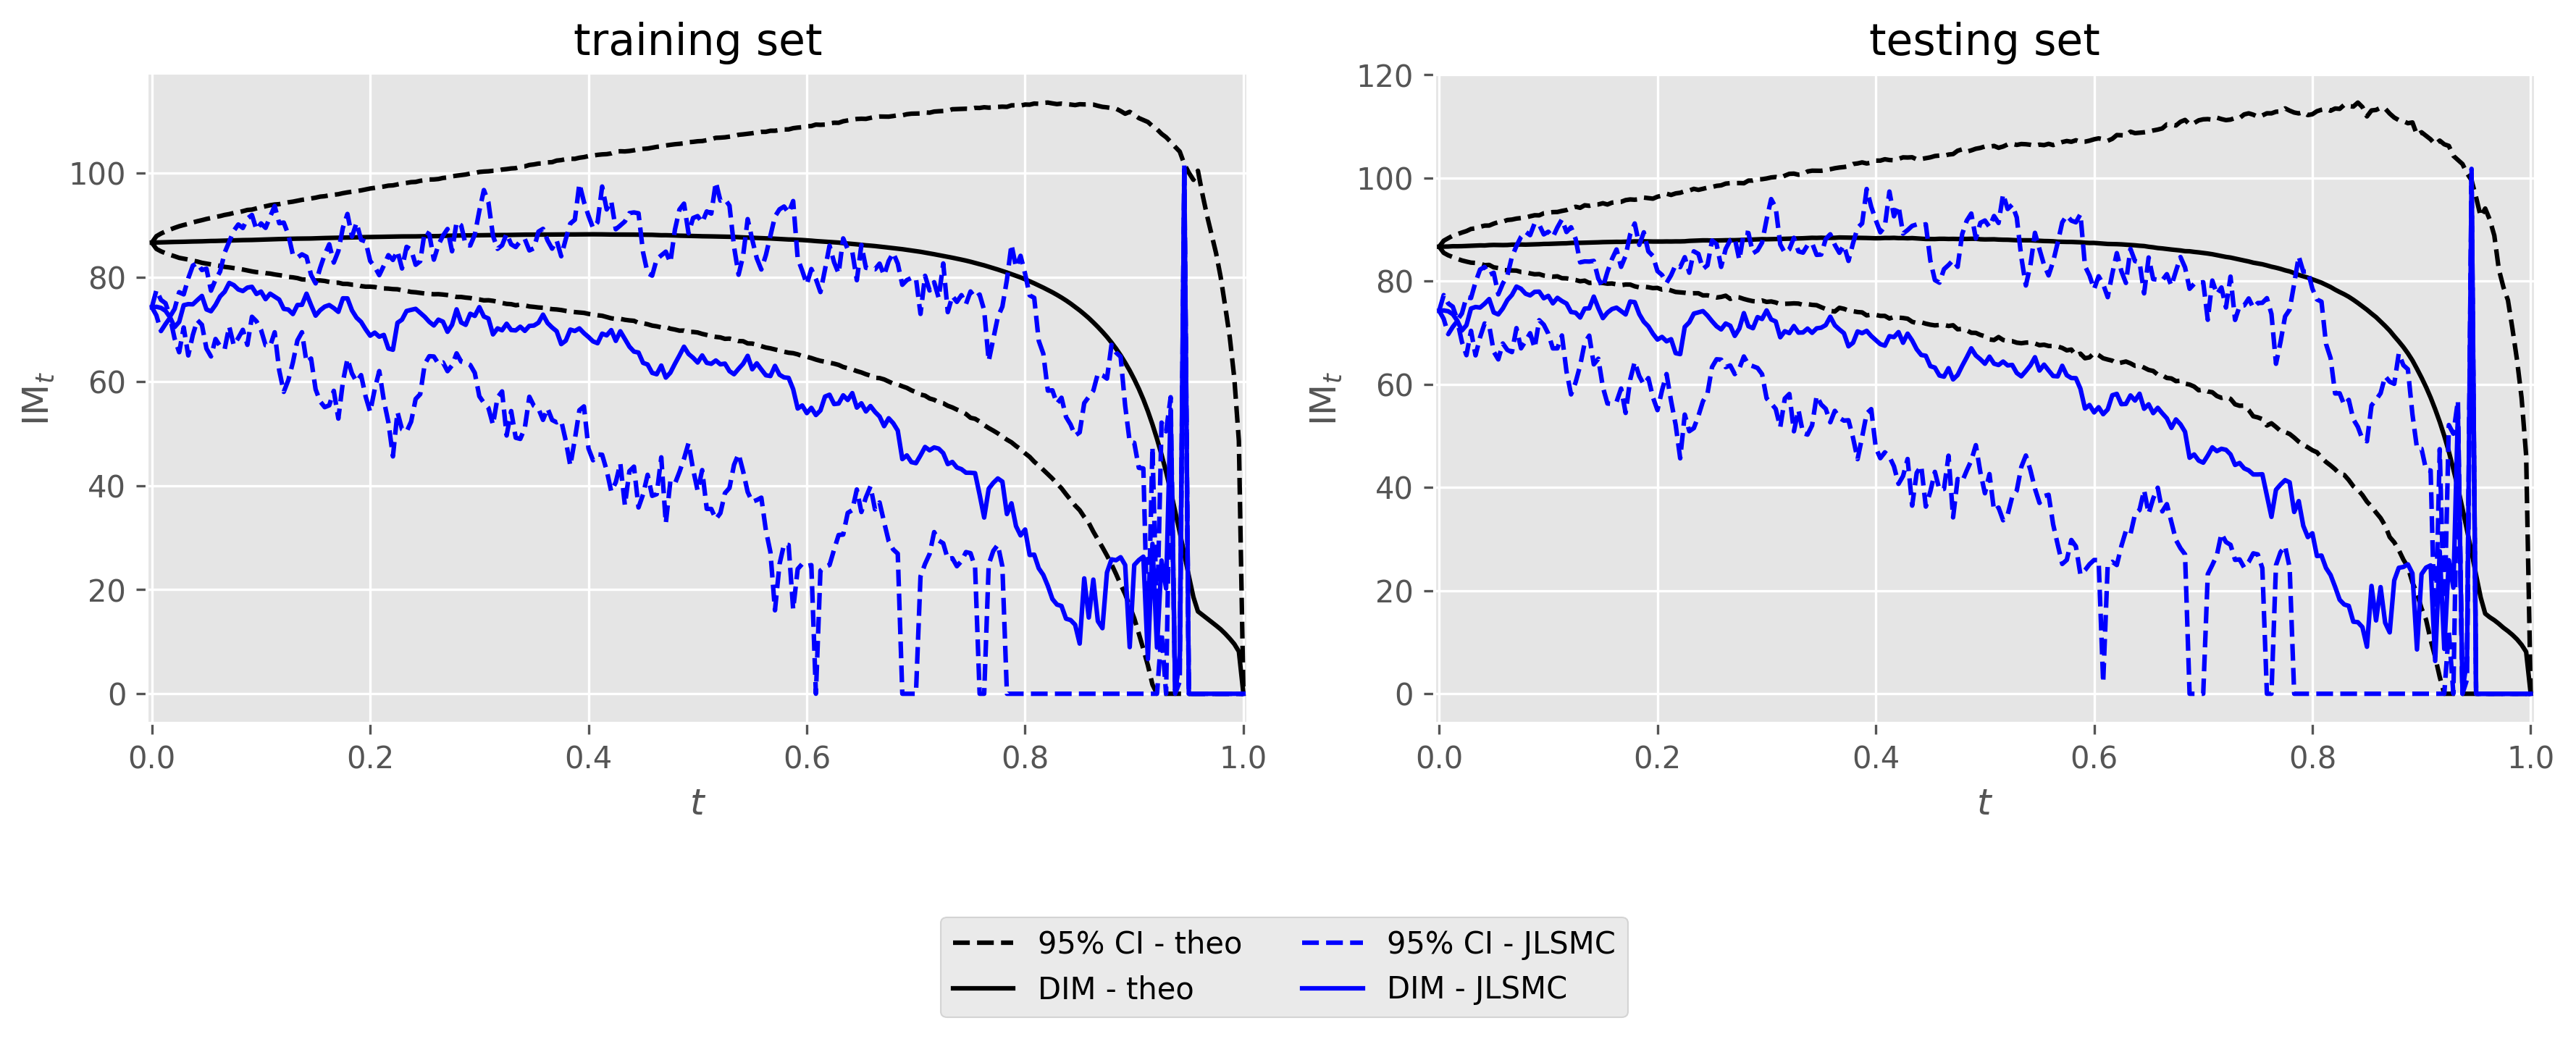 training set
100
80
60
40
20
0
IMt
0.0 0.2 0.4 0.6 0.8 1.0
t
testing set
120
100
80
60
40
20
0
IMt
0.0 0.2 0.4 0.6 0.8 1.0
t
95% CI - theo
DIM - theo
95% CI - JLSMC
DIM - JLSMC